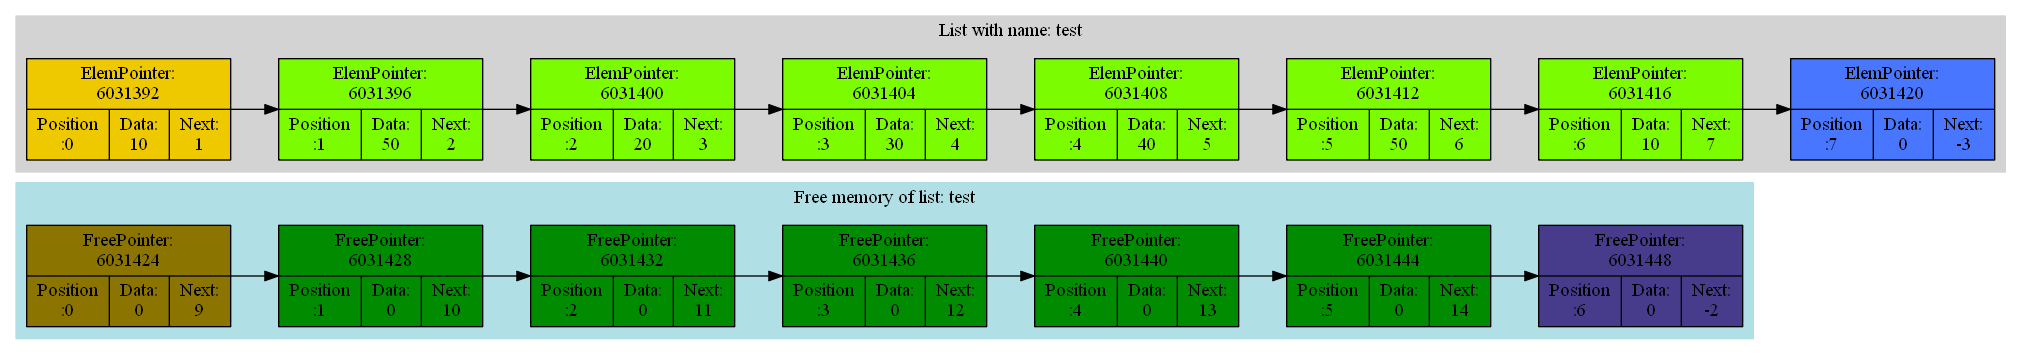 List with name: test
ElemPointer:
6031392
Position
:0
Data:
10
Next:
1
ElemPointer:
6031396
Position
:1
Data:
50
Next:
2
ElemPointer:
6031400
Position
:2
Data:
20
Next:
3
ElemPointer:
6031404
Position
:3
Data:
30
Next:
4
ElemPointer:
6031408
Position
:4
Data:
40
Next:
5
ElemPointer:
6031412
Position
:5
Data:
50
Next:
6
ElemPointer:
6031416
Position
:6
Data:
10
Next:
7
ElemPointer:
6031420
Position
:7
Data:
0
Next:
-3
Free memory of list: test
FreePointer:
6031424
Position
:0
Data:
0
Next:
9
FreePointer:
6031428
Position
:1
Data:
0
Next:
10
FreePointer:
6031432
Position
:2
Data:
0
Next:
11
FreePointer:
6031436
Position
:3
Data:
0
Next:
12
FreePointer:
6031440
Position
:4
Data:
0
Next:
13
FreePointer:
6031444
Position
:5
Data:
0
Next:
14
FreePointer:
6031448
Position
:6
Data:
0
Next:
-2